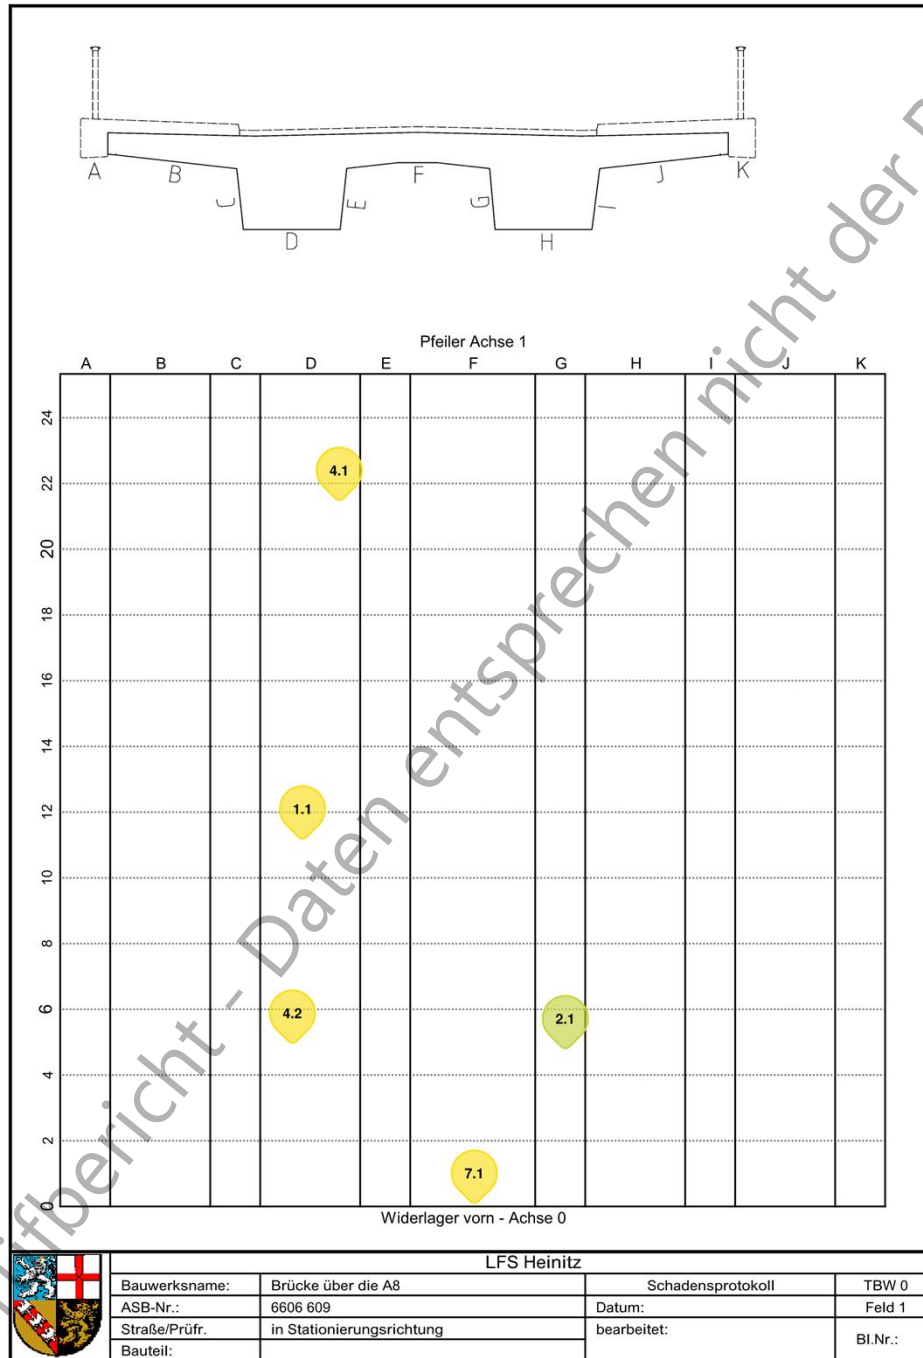 A B C D E F G H I J K
Pfeiler Achse 1
A B C D E F G H I J K
24
4.1
22
20
18
16
14
12
1.1
10
8
6
4.2
2.1
4
2
7.1
0
Widerlager vorn - Achse 0
ifbericht - Daten entsprechen nicht der
LFS Heinitz
Bauwerksname: Brücke über die A8 Schadensprotokoll TBW 0
ASB-Nr.: 6606 609 Datum: Feld 1
Straße/Prüfr. in Stationierungsrichtung bearbeitet: Bl.Nr.:
Bauteil: